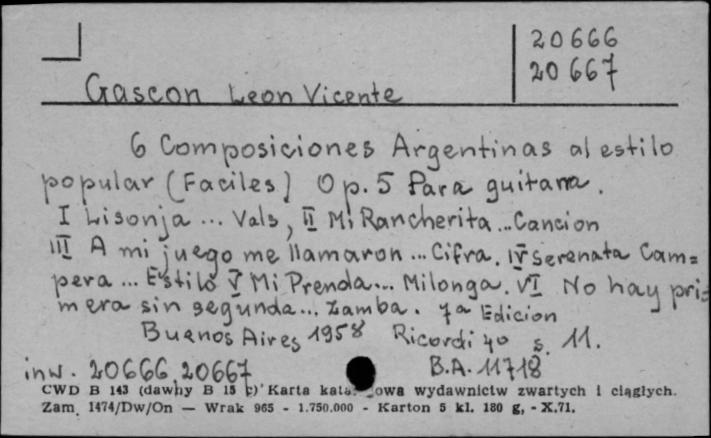 20666
20667
Gascon Leon Vicente
6 Composiciones Argentinas al estilo
popular (Faciles) Op. 5 Para guitarra.
I Lisonja ... Vals, II Mi Rancherita ... Cancion
III A mi juego me llamaron ... Cifra. IV Serenata Cam=
pera ... Estilo V Mi Prenda ... Milonga. VI No hay pri=
mera sin segunda ... Zamba. 7a Edicion
Buenos Aires 1958 Ricordi 4o s. 11.
inw. 20666, 20667 B.A. 11718
CWD B 143 (dawny B 15 c) Karta kata owa wydawnictw zwartych i ciągłych.
Zam. 1474/Dw/On — Wrak 965 - 1.750.000 - Karton 5 kl. 180 g, - X.71.